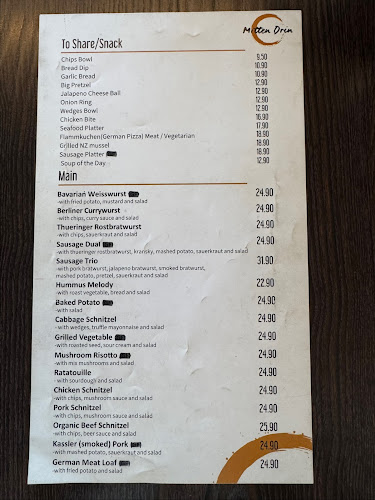 Mitten Drin
To Share/Snack
Chips Bowl 9.50
Bread Dip 10.90
Garlic Bread 10.90
Big Pretzel 12.90
Jalapeno Cheese Ball 12.90
Onion Ring 12.90
Wedges Bowl 12.90
Chicken Bite 16.90
Seafood Platter 17.90
Flammkuchen(German Pizza) Meat / Vegetarian 18.90
Grilled NZ mussel 18.90
Sausage Platter 18.90
Soup of the Day 12.90
Main
Bavarian Weisswurst 24.90
-with fried potato, mustard and salad
Berliner Currywurst 24.90
-with chips, curry sauce and salad
Thueringer Rostbratwurst 24.90
-with chips, sauerkraut and salad
Sausage Dual 24.90
-with thueringer rostbratwurst, kransky, mashed potato, sauerkraut and salad
Sausage Trio 31.90
-with pork bratwurst, jalapeno bratwurst, smoked bratwurst,
mashed potato, pretzel, sauerkraut and salad
Hummus Melody 22.90
-with roast vegetable, bread and salad
Baked Potato 24.90
-with salad
Cabbage Schnitzel 24.90
-with wedges, truffle mayonnaise and salad
Grilled Vegetable 24.90
-with roasted seed, sour cream and salad
Mushroom Risotto 24.90
-with mix mushrooms and salad
Ratatouille 24.90
-with sourdough and salad
Chicken Schnitzel 24.90
-with chips, mushroom sauce and salad
Pork Schnitzel 24.90
-with chips, mushroom sauce and salad
Organic Beef Schnitzel 25.90
-with chips, beer sauce and salad
Kassler (smoked) Pork 24.90
-with mashed potato, sauerkraut and salad
German Meat Loaf 24.90
-with fried potato and salad